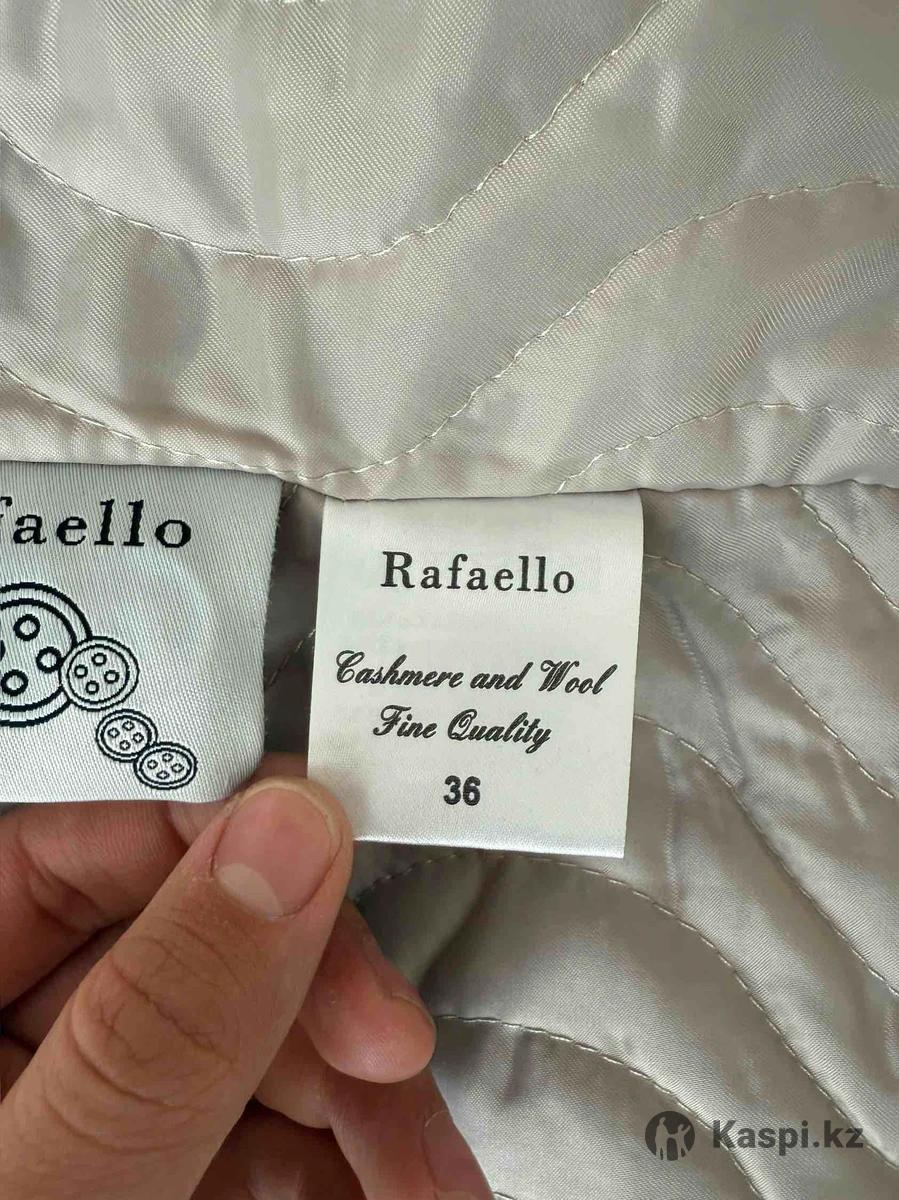 faello
Rafaello
Cashmere and Wool
Fine Quality
36
Kaspi.kz